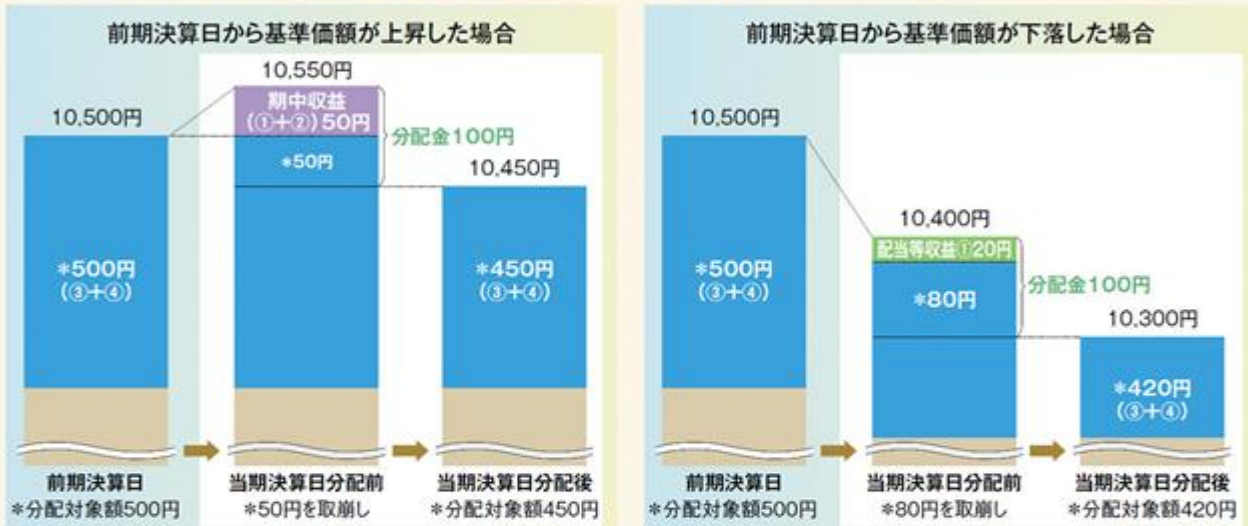 前期決算日から基準価額が上昇した場合
10,550円
期中収益
(①+②)50円
10,500円
分配金100円
*50円
10,450円
*500円
(③+④)
*450円
(③+④)
前期決算日
*分配対象額500円
当期決算日分配前
*50円を取崩し
当期決算日分配後
*分配対象額450円
前期決算日から基準価額が下落した場合
10,500円
10,400円
配当等収益①20円
*500円
(③+④)
*80円
分配金100円
10,300円
*420円
(③+④)
前期決算日
*分配対象額500円
当期決算日分配前
*80円を取崩し
当期決算日分配後
*分配対象額420円